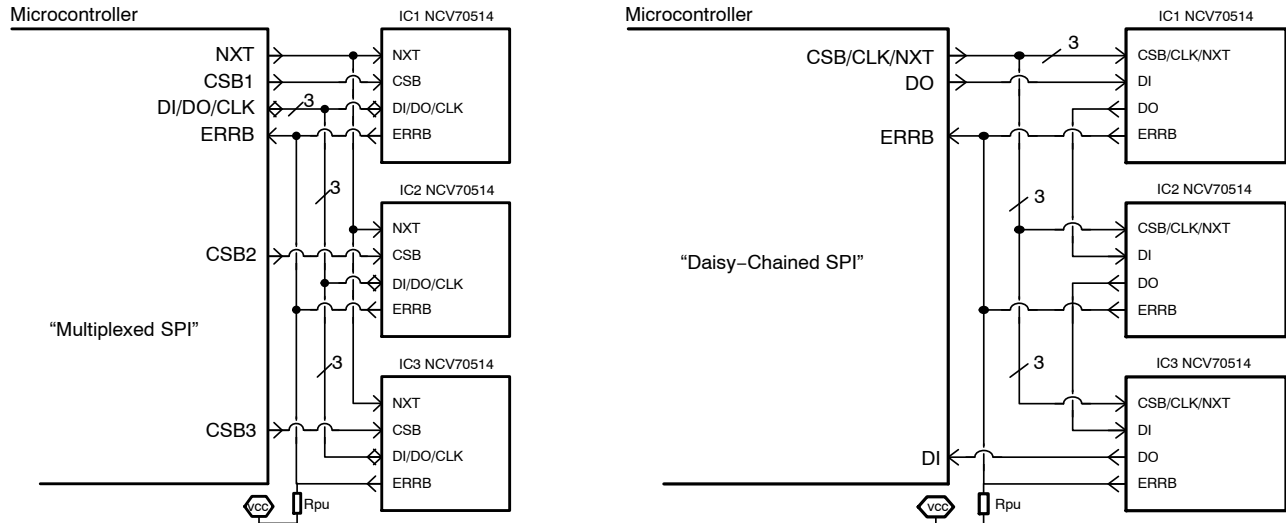 Microcontroller
IC1 NCV70514
NXT
NXT
CSB1
CSB
DI/DO/CLK
3
DI/DO/CLK
ERRB
ERRB
3
IC2 NCV70514
NXT
CSB2
CSB
DI/DO/CLK
ERRB
“Multiplexed SPI”
3
IC3 NCV70514
NXT
CSB3
CSB
DI/DO/CLK
ERRB
VCC
Rpu
Microcontroller
IC1 NCV70514
3
CSB/CLK/NXT
CSB/CLK/NXT
DO
DI
DO
ERRB
ERRB
3
IC2 NCV70514
CSB/CLK/NXT
DI
“Daisy−Chained SPI”
DO
ERRB
3
IC3 NCV70514
CSB/CLK/NXT
DI
DI
DO
ERRB
VCC
Rpu